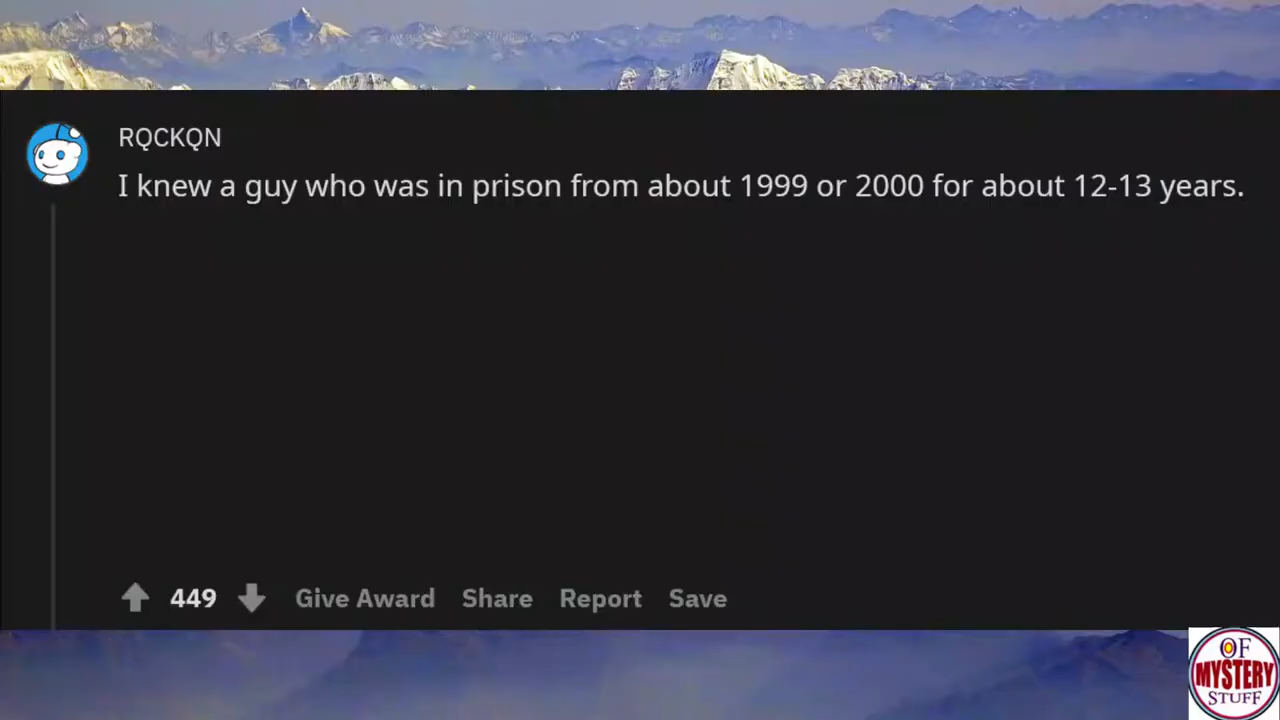 RQCKQN
I knew a guy who was in prison from about 1999 or 2000 for about 12-13 years.
449 Give Award Share Report Save
OF
MYSTERY
STUFF